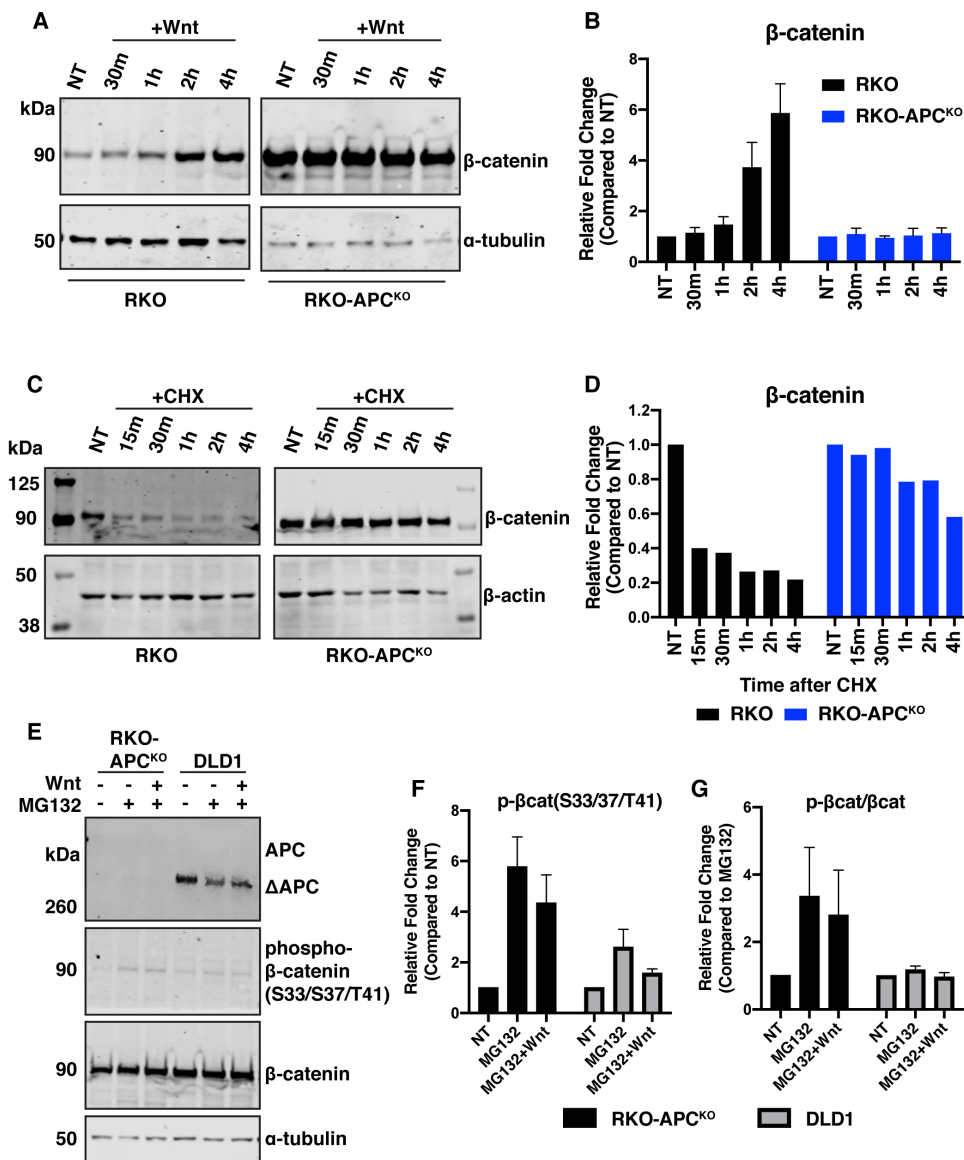 A
+Wnt
+Wnt
NT
30m
1h
2h
4h
NT
30m
1h
2h
4h
kDa
90
β-catenin
50
α-tubulin
RKO
RKO-APCKO
B
β-catenin
Relative Fold Change
(Compared to NT)
8
6
4
2
0
RKO
RKO-APCKO
NT
30m
1h
2h
4h
NT
30m
1h
2h
4h
C
+CHX
+CHX
NT
15m
30m
1h
2h
4h
NT
15m
30m
1h
2h
4h
kDa
125
90
β-catenin
50
38
β-actin
RKO
RKO-APCKO
D
β-catenin
Relative Fold Change
(Compared to NT)
1.2
1.0
0.8
0.6
0.4
0.2
0.0
NT
15m
30m
1h
2h
4h
NT
15m
30m
1h
2h
4h
Time after CHX
RKO
RKO-APCKO
E
RKO-
APCKO
DLD1
Wnt - - + - - +
MG132 - + + - + +
kDa
260
APC
ΔAPC
90
phospho-
β-catenin
(S33/S37/T41)
90
β-catenin
50
α-tubulin
F
p-βcat(S33/37/T41)
Relative Fold Change
(Compared to NT)
8
6
4
2
0
NT
MG132
MG132+Wnt
NT
MG132
MG132+Wnt
G
p-βcat/βcat
Relative Fold Change
(Compared to MG132)
6
4
2
0
NT
MG132
MG132+Wnt
NT
MG132
MG132+Wnt
RKO-APCKO
DLD1